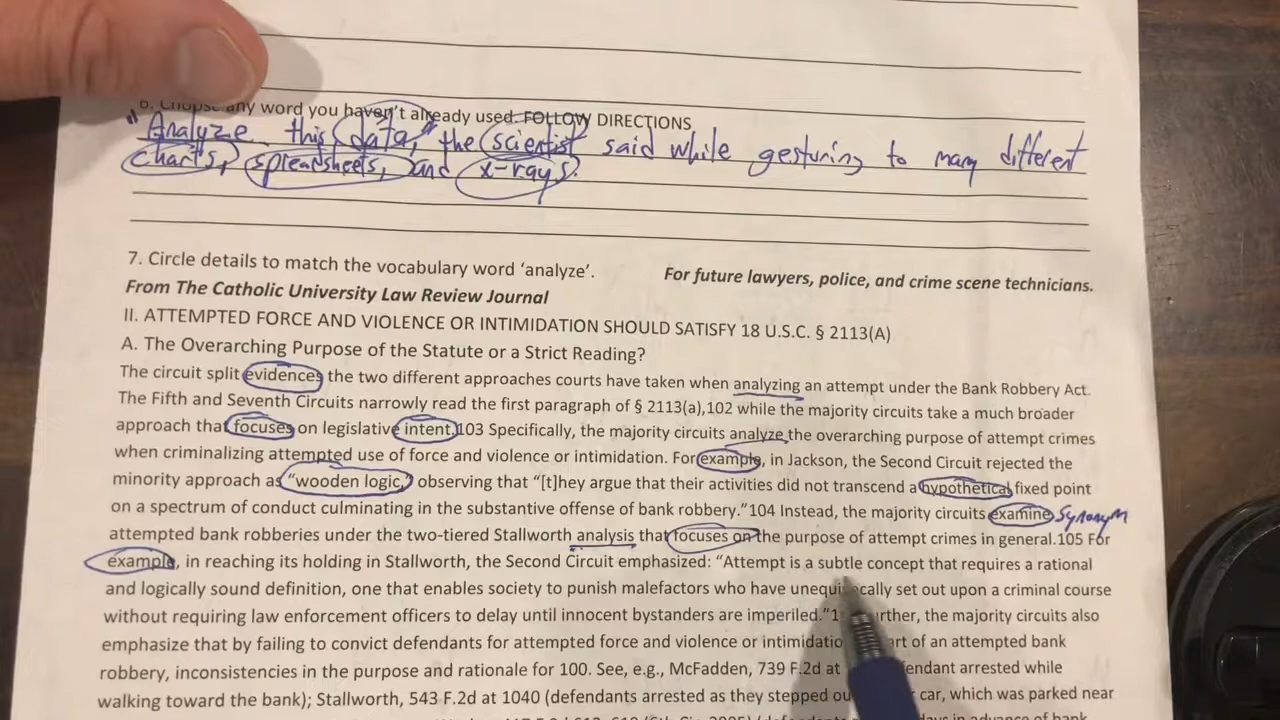 6. Choose any word you haven't already used. FOLLOW DIRECTIONS
"Analyze this data," the scientist said while gesturing to many different
charts, spreadsheets, and x-rays.
7. Circle details to match the vocabulary word 'analyze'. For future lawyers, police, and crime scene technicians.
From The Catholic University Law Review Journal
II. ATTEMPTED FORCE AND VIOLENCE OR INTIMIDATION SHOULD SATISFY 18 U.S.C. § 2113(A)
A. The Overarching Purpose of the Statute or a Strict Reading?
The circuit split evidences the two different approaches courts have taken when analyzing an attempt under the Bank Robbery Act.
The Fifth and Seventh Circuits narrowly read the first paragraph of § 2113(a),102 while the majority circuits take a much broader
approach that focuses on legislative intent.103 Specifically, the majority circuits analyze the overarching purpose of attempt crimes
when criminalizing attempted use of force and violence or intimidation. For example, in Jackson, the Second Circuit rejected the
minority approach as "wooden logic," observing that "[t]hey argue that their activities did not transcend a hypothetical fixed point
on a spectrum of conduct culminating in the substantive offense of bank robbery."104 Instead, the majority circuits examine Synonym
attempted bank robberies under the two-tiered Stallworth analysis that focuses on the purpose of attempt crimes in general.105 For
example, in reaching its holding in Stallworth, the Second Circuit emphasized: "Attempt is a subtle concept that requires a rational
and logically sound definition, one that enables society to punish malefactors who have unequivocally set out upon a criminal course
without requiring law enforcement officers to delay until innocent bystanders are imperiled." the majority circuits also
emphasize that by failing to convict defendants for attempted force and violence or of an attempted bank
robbery, inconsistencies in the purpose and rationale for 100. See, e.g., McFadden, 739 F.2d at arrested while
walking toward the bank); Stallworth, 543 F.2d at 1040 (defendants arrested as they stepped car, which was parked near
in advance of bank